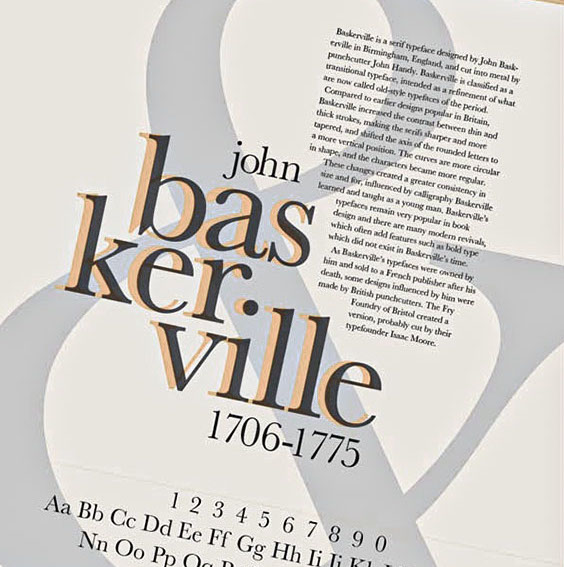 Baskerville is a serif typeface designed by John Bask-
erville in Birmingham, England, and cut into metal by
punchcutter John Handy. Baskerville is classified as a
transitional typeface, intended as a refinement of what
are now called old-style typefaces of the period.
Compared to earlier designs popular in Britain,
Baskerville increased the contrast between thin and
thick strokes, making the serifs sharper and more
tapered, and shifted the axis of the rounded letters to
a more vertical position. The curves are more circular
in shape, and the characters became more regular.
These changes created a greater consistency in
size and for, influenced by calligraphy Baskerville
learned and taught as a young man. Baskerville's
typefaces remain very popular in book
design and there are many modern revivals,
which often add features such as bold type
which did not exist in Baskerville's time.
As Baskerville's typefaces were owned by
him and sold to a French publisher after his
death, some designs influenced by him were
made by British punchcutters. The Fry
Foundry of Bristol created a
version, probably cut by their
typefounder Isaac Moore.
john
bas
ker.
ville
1706-1775
1 2 3 4 5 6 7 8 9 0
Aa Bb Cc Dd Ee Ff Gg Hh Ii Jj Kk
Nn Oo Pp Qq